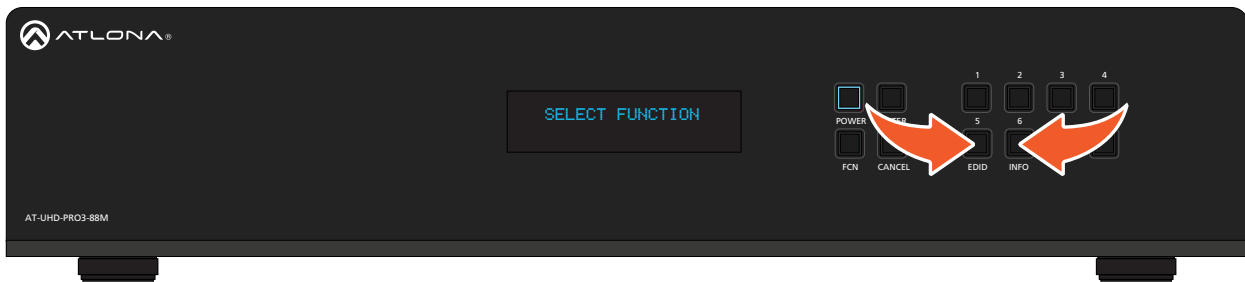 ATLONA®
SELECT FUNCTION
1 2 3 4
POWER
5 6
FCN CANCEL EDID INFO
AT-UHD-PRO3-88M